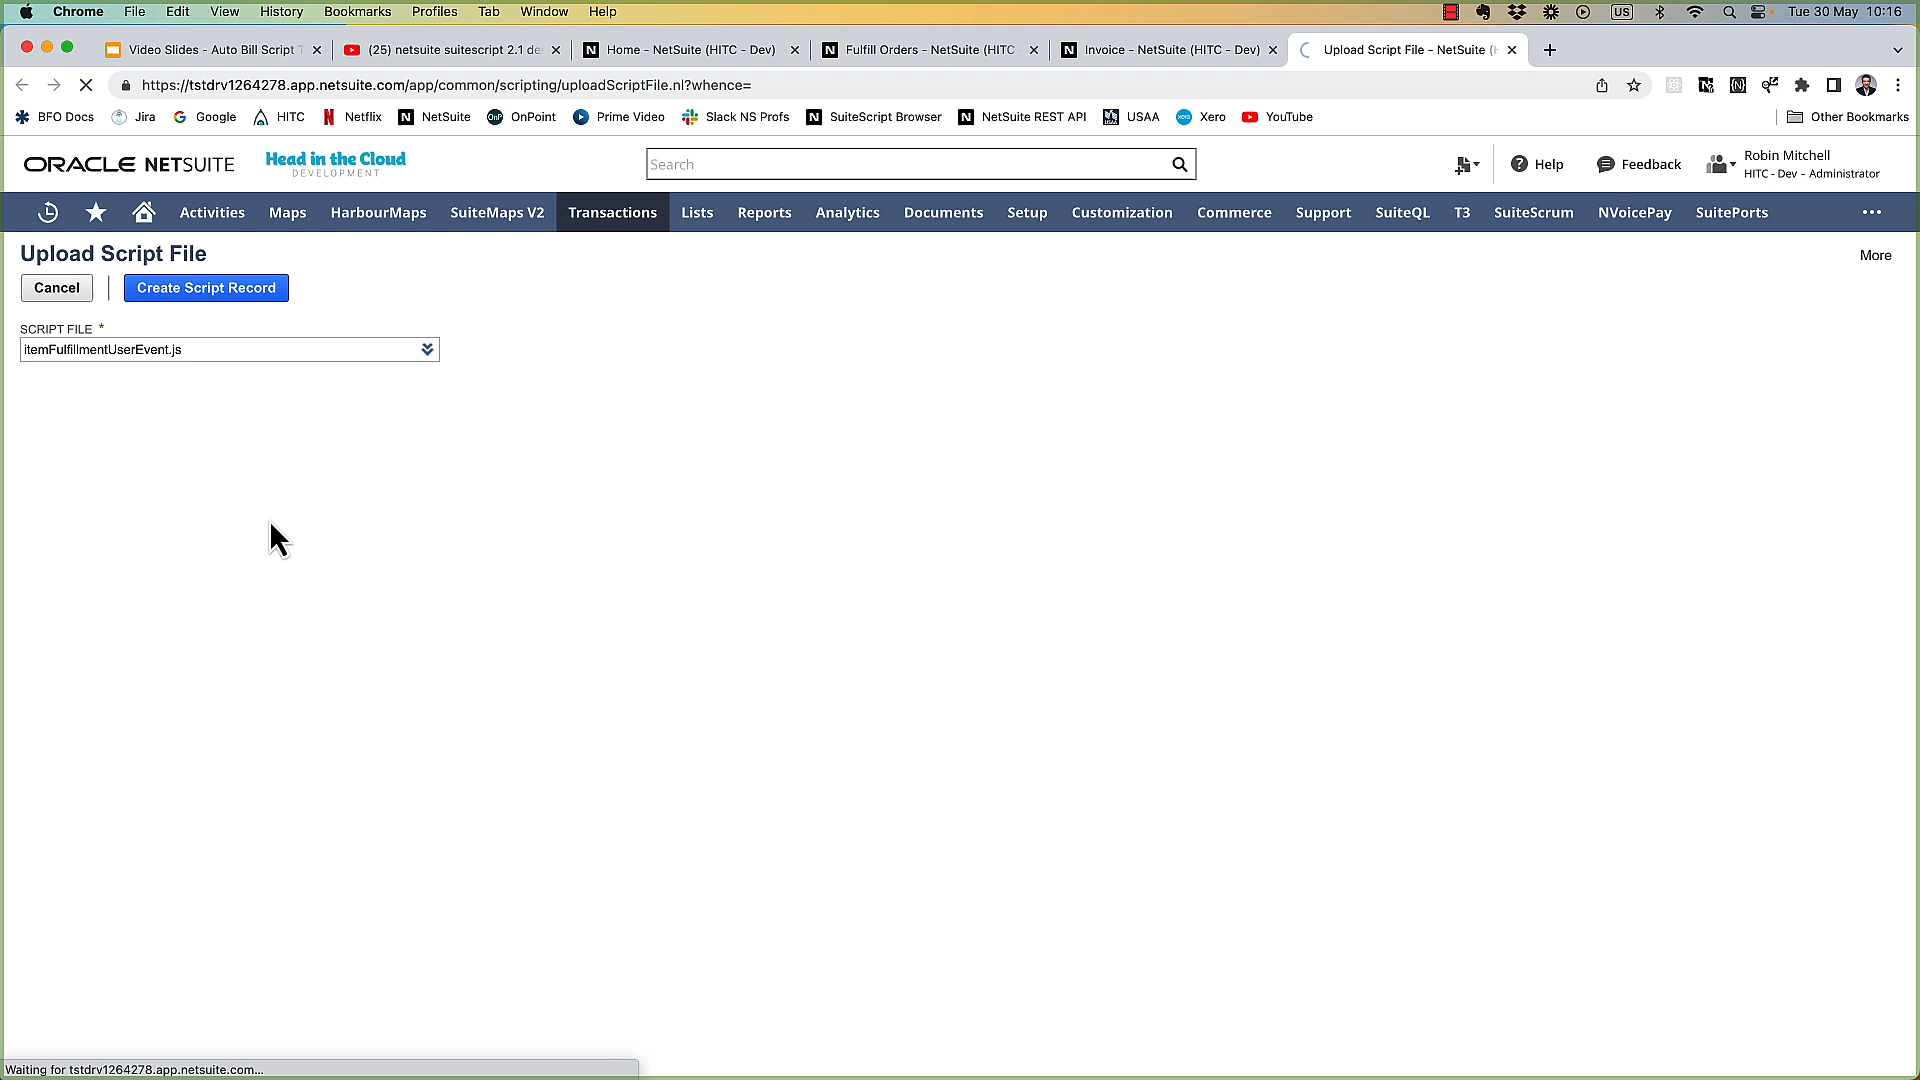 Chrome File Edit View History Bookmarks Profiles Tab Window Help US Tue 30 May 10:16
Video Slides - Auto Bill Script T (25) netsuite suitescript 2.1 de Home - NetSuite (HITC - Dev) Fulfill Orders - NetSuite (HITC Invoice - NetSuite (HITC - Dev) Upload Script File - NetSuite (H
https://tstdrv1264278.app.netsuite.com/app/common/scripting/uploadScriptFile.nl?whence=
BFO Docs Jira Google HITC Netflix NetSuite OnPoint Prime Video Slack NS Profs SuiteScript Browser NetSuite REST API USAA Xero YouTube Other Bookmarks
ORACLE NETSUITE Head in the Cloud DEVELOPMENT Search Help Feedback Robin Mitchell
HITC - Dev - Administrator
Activities Maps HarbourMaps SuiteMaps V2 Transactions Lists Reports Analytics Documents Setup Customization Commerce Support SuiteQL T3 SuiteScrum NVoicePay SuitePorts
Upload Script File More
Cancel Create Script Record
SCRIPT FILE *
itemFulfillmentUserEvent.js
Waiting for tstdrv1264278.app.netsuite.com...